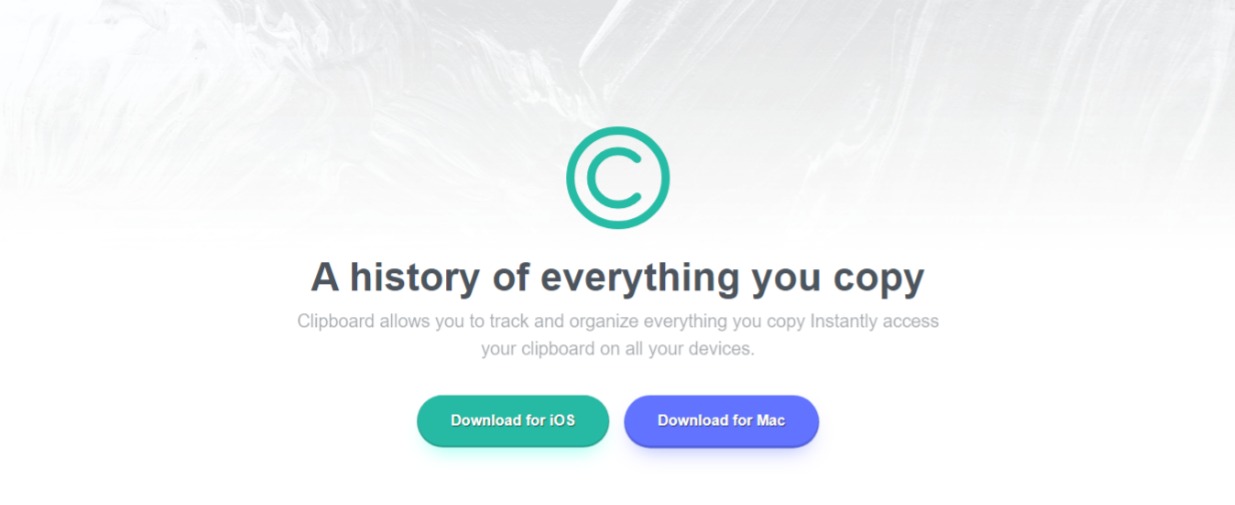 A history of everything you copy
Clipboard allows you to track and organize everything you copy Instantly access
your clipboard on all your devices.
Download for iOS
Download for Mac